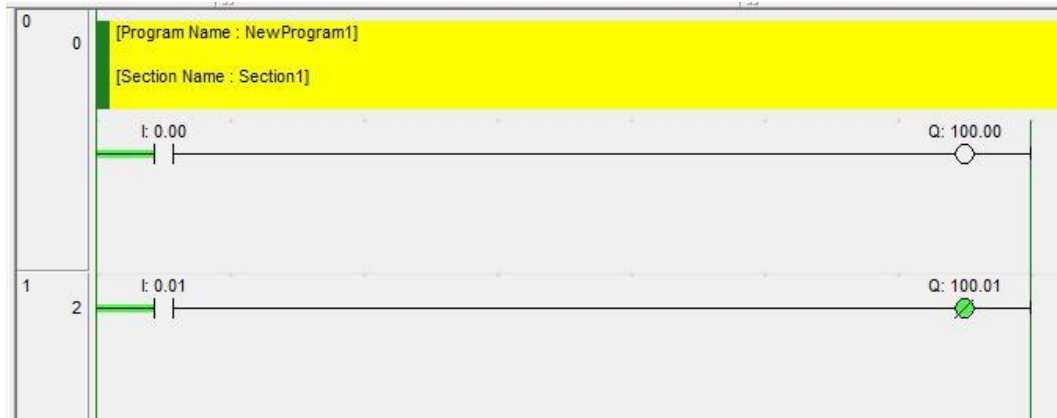 0
0
[Program Name : NewProgram1]
[Section Name : Section1]
I: 0.00
Q: 100.00
1
2
I: 0.01
Q: 100.01